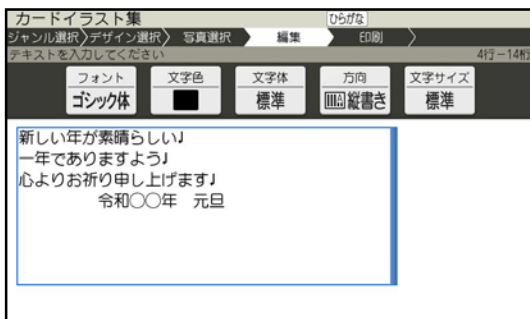 カードイラスト集 ひらがな
ジャンル選択〉デザイン選択〉 写真選択 編集 印刷
テキストを入力してください 4行-14桁
フォント 文字色 文字体 方向 文字サイズ
ゴシック体 標準 縦書き 標準
新しい年が素晴らしい
一年でありますよう
心よりお祈り申し上げます
令和〇〇年 元旦